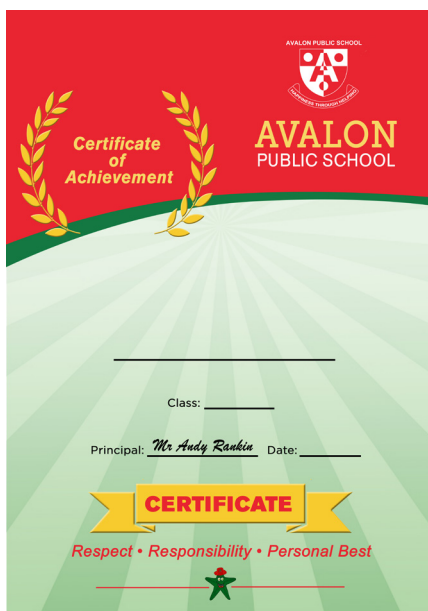 AVALON PUBLIC SCHOOL
HAPPINESS THROUGH HELPING
Certificate
of
Achievement
AVALON
PUBLIC SCHOOL
Class:
Principal: Mr Andy Rankin Date:
CERTIFICATE
Respect • Responsibility • Personal Best